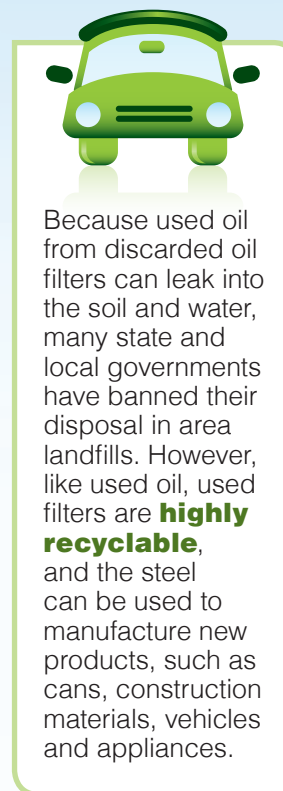 Because used oil
from discarded oil
filters can leak into
the soil and water,
many state and
local governments
have banned their
disposal in area
landfills. However,
like used oil, used
filters are highly
recyclable,
and the steel
can be used to
manufacture new
products, such as
cans, construction
materials, vehicles
and appliances.